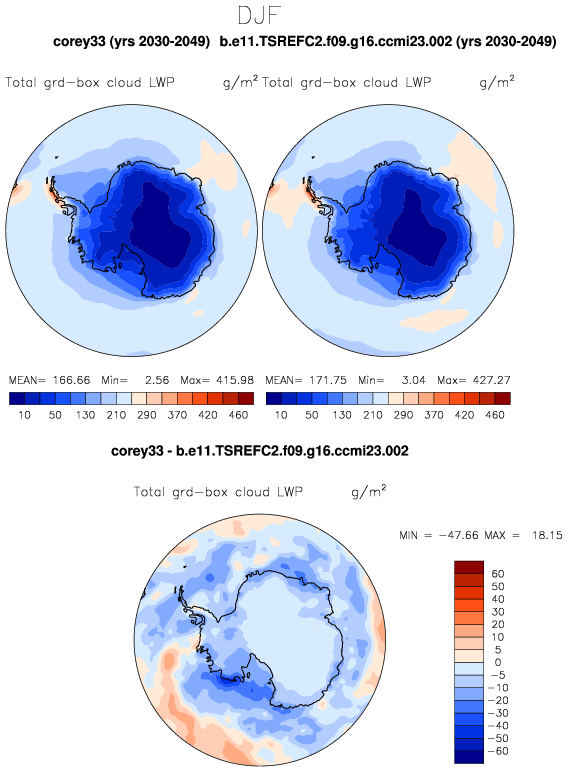 DJF
corey33 (yrs 2030-2049) b.e11.TSREFC2.f09.g16.ccmi23.002 (yrs 2030-2049)
Total grd-box cloud LWP g/m² Total grd-box cloud LWP g/m²
MEAN= 166.66 Min= 2.56 Max= 415.98 MEAN= 171.75 Min= 3.04 Max= 427.27
10 50 130 210 290 370 420 460 10 50 130 210 290 370 420 460
corey33 - b.e11.TSREFC2.f09.g16.ccmi23.002
Total grd-box cloud LWP g/m²
MIN = -47.66 MAX = 18.15
60
50
40
30
20
10
5
0
-5
-10
-20
-30
-40
-50
-60